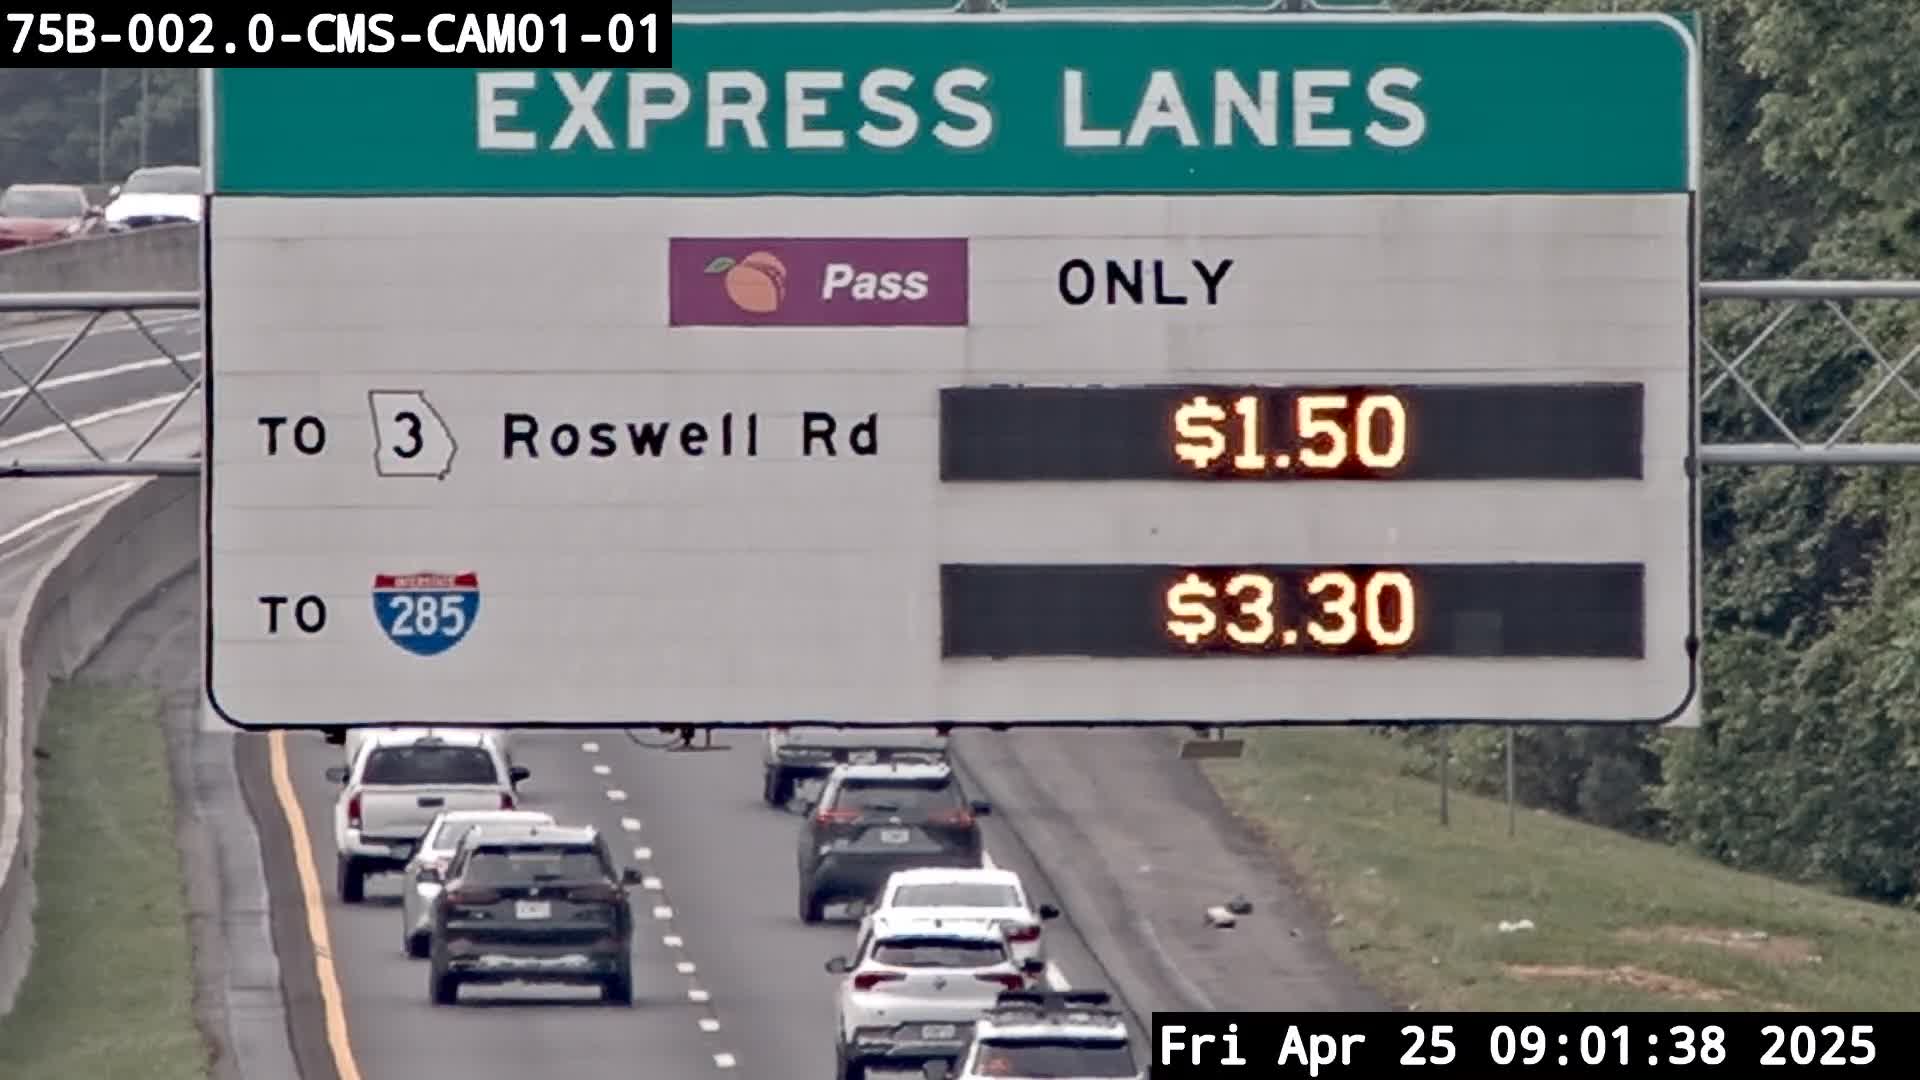 75B-002.0-CMS-CAM01-01
EXPRESS LANES
Pass ONLY
TO 3 Roswell Rd $1.50
INTERSTATE
TO 285 $3.30
Fri Apr 25 09:01:38 2025